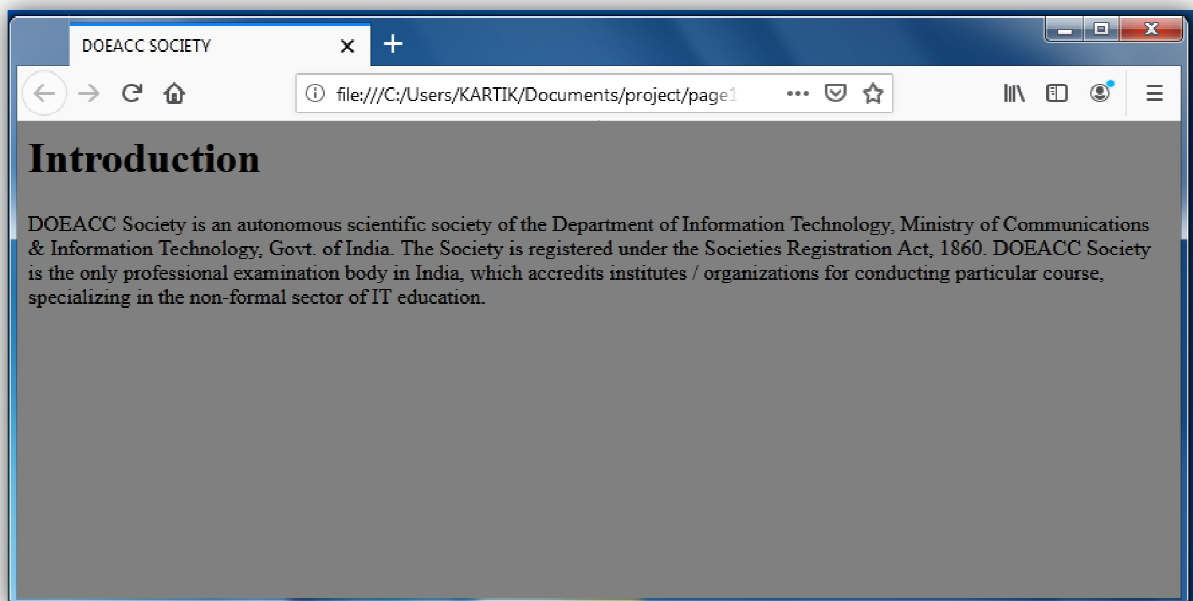 DOEACC SOCIETY
file:///C:/Users/KARTIK/Documents/project/page1
Introduction
DOEACC Society is an autonomous scientific society of the Department of Information Technology, Ministry of Communications
& Information Technology, Govt. of India. The Society is registered under the Societies Registration Act, 1860. DOEACC Society
is the only professional examination body in India, which accredits institutes / organizations for conducting particular course,
specializing in the non-formal sector of IT education.